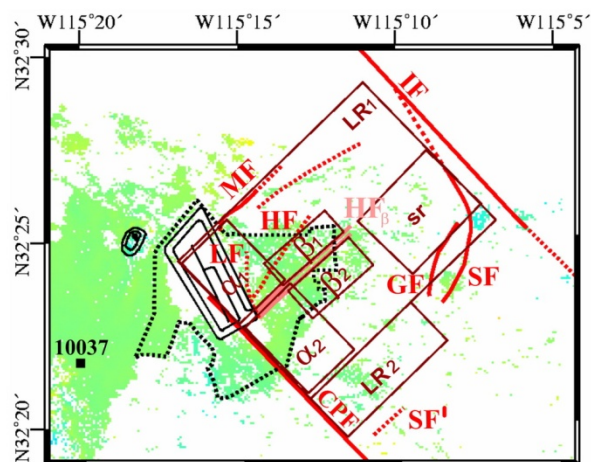 W115°20´ W115°15´ W115°10´ W115°5´
N32°30´
IF
LR1
MF
HF
HFβ
sr
N32°25´
LF
β1
α1
β2
GF
SF
10037
α2
LR2
CPF
SF'
N32°20´